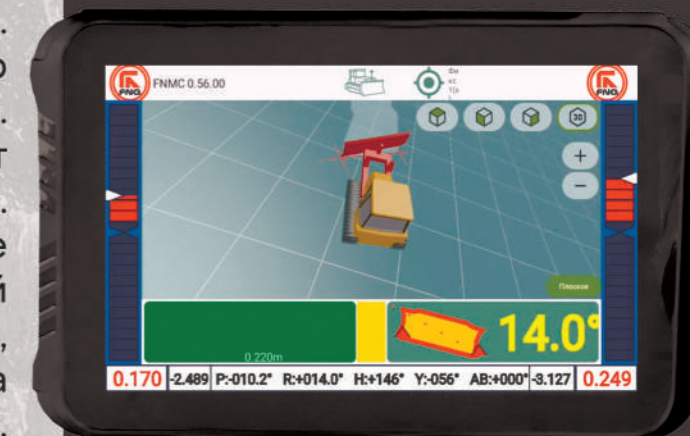 .
о
.
т
.
е
й
,
а
.
FNG
FNMC 0.56.00
FNG
3D
+
−
Плоское
0.220m
14.0°
0.170 -2.489 P:-010.2° R:+014.0° H:+146° Y:-056° AB:+000° -3.127 0.249